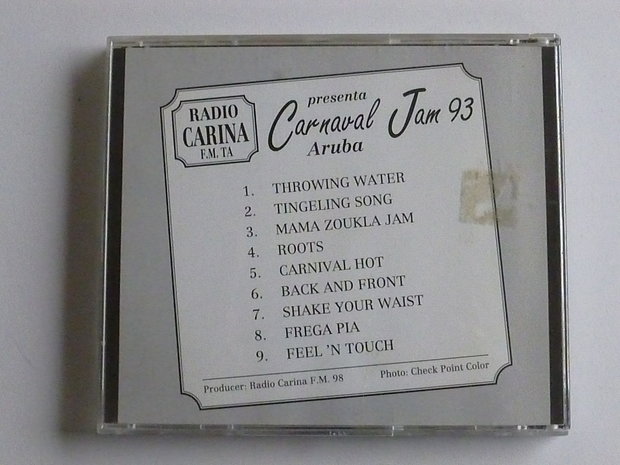 RADIO
CARINA
F.M. TA
presenta
Carnaval Jam 93
Aruba
1. THROWING WATER
2. TINGELING SONG
3. MAMA ZOUKLA JAM
4. ROOTS
5. CARNIVAL HOT
6. BACK AND FRONT
7. SHAKE YOUR WAIST
8. FREGA PIA
9. FEEL 'N TOUCH
Producer: Radio Carina F.M. 98 Photo: Check Point Color